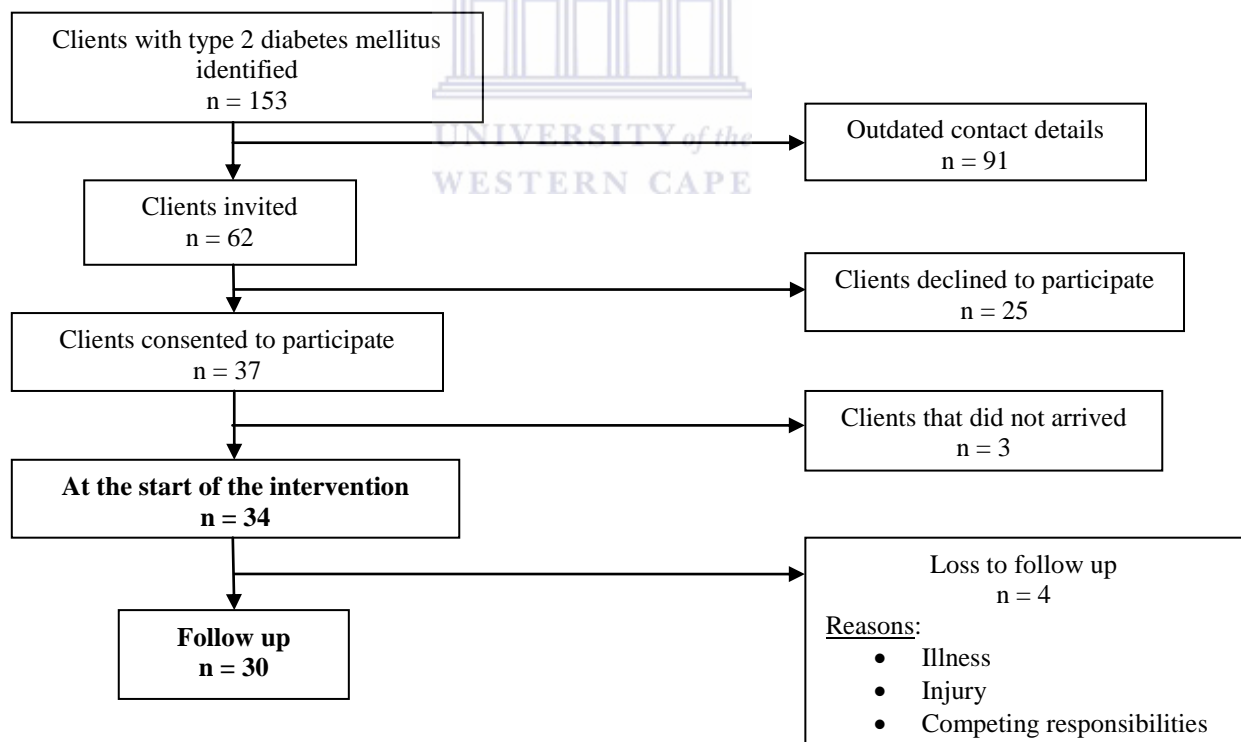 Clients with type 2 diabetes mellitus
identified
n = 153
UNIVERSITY of the
WESTERN CAPE
Outdated contact details
n = 91
Clients invited
n = 62
Clients declined to participate
n = 25
Clients consented to participate
n = 37
Clients that did not arrived
n = 3
At the start of the intervention
n = 34
Loss to follow up
n = 4
Reasons:
• Illness
• Injury
• Competing responsibilities
Follow up
n = 30